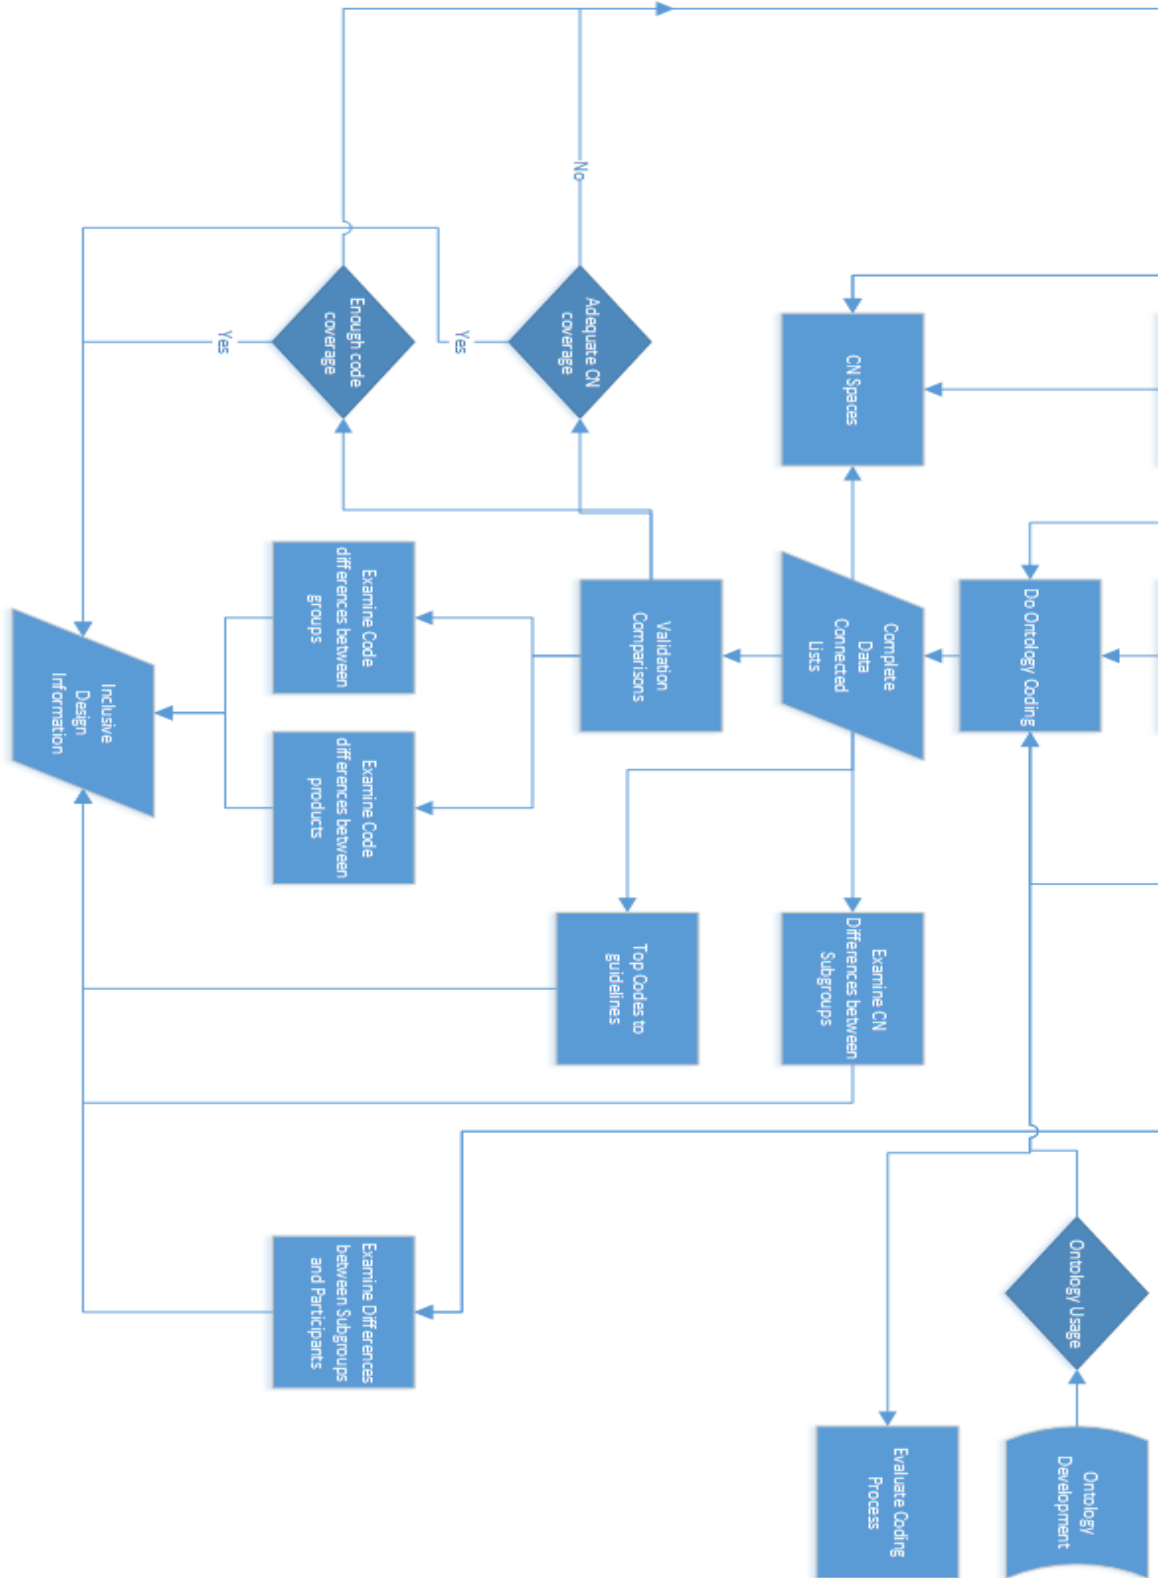 Do Ontology Coding
Ontology Usage
Ontology
Development
CN Spaces
Complete
Data
Connected
Lists
Examine CN
Differences between
Subgroups
Evaluate Coding
Process
No
Adequate CN
coverage
Validation
Comparisons
Top Codes to
guidelines
Yes
Enough code
coverage
Examine Code
differences between
groups
Examine Code
differences between
products
Examine Differences
between Subgroups
and Participants
Yes
Inclusive
Design
Information